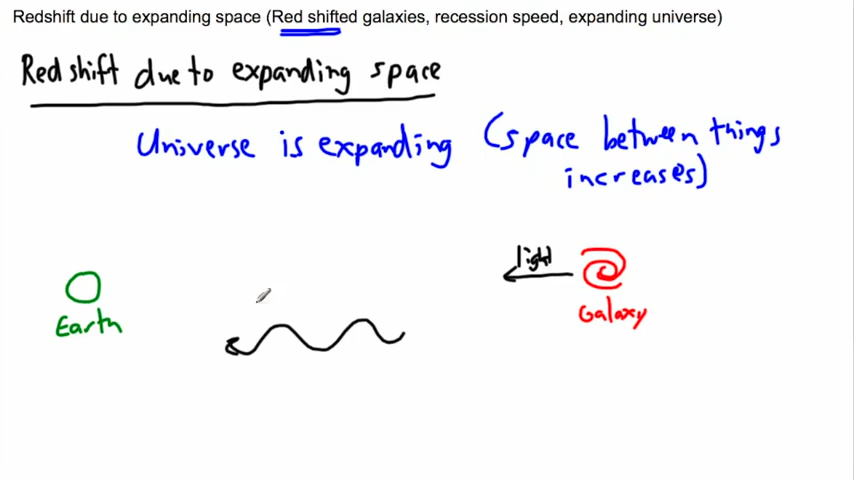 Redshift due to expanding space (Red shifted galaxies, recession speed, expanding universe)
Red shift due to expanding space
Universe is expanding (space between things
increases)
light
Earth
Galaxy